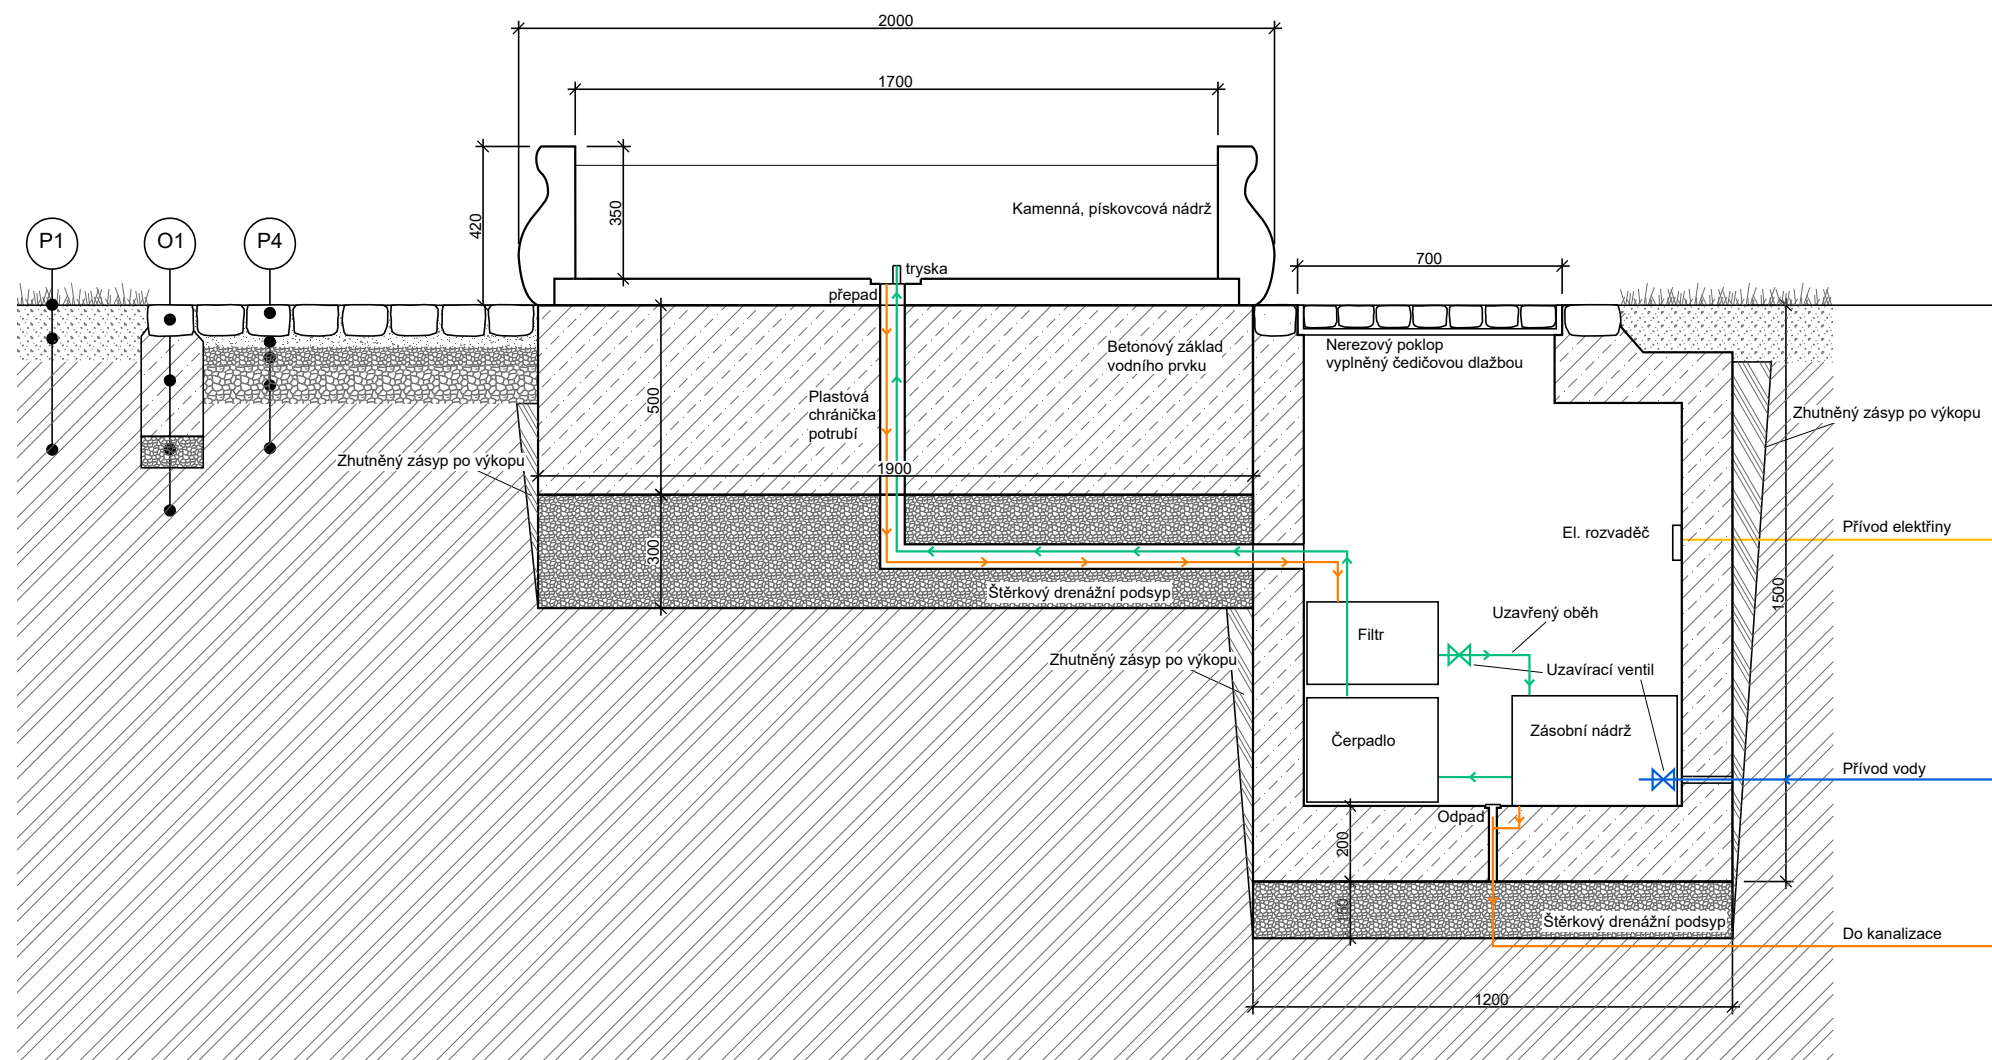 2000
1700
420
350
Kamenná, pískovcová nádrž
P1
O1
P4
tryska
přepad
700
Betonový základ
vodního prvku
Nerezový poklop
vyplněný čedičovou dlažbou
Plastová
chránička
potrubí
500
Zhutněný zásyp po výkopu
Zhutněný zásyp po výkopu
1900
El. rozvaděč
Přívod elektřiny
300
Štěrkový drenážní podsyp
1500
Uzavřený oběh
Filtr
Zhutněný zásyp po výkopu
Uzavírací ventil
Čerpadlo
Zásobní nádrž
Přívod vody
Odpad
200
150
Štěrkový drenážní podsyp
Do kanalizace
1200